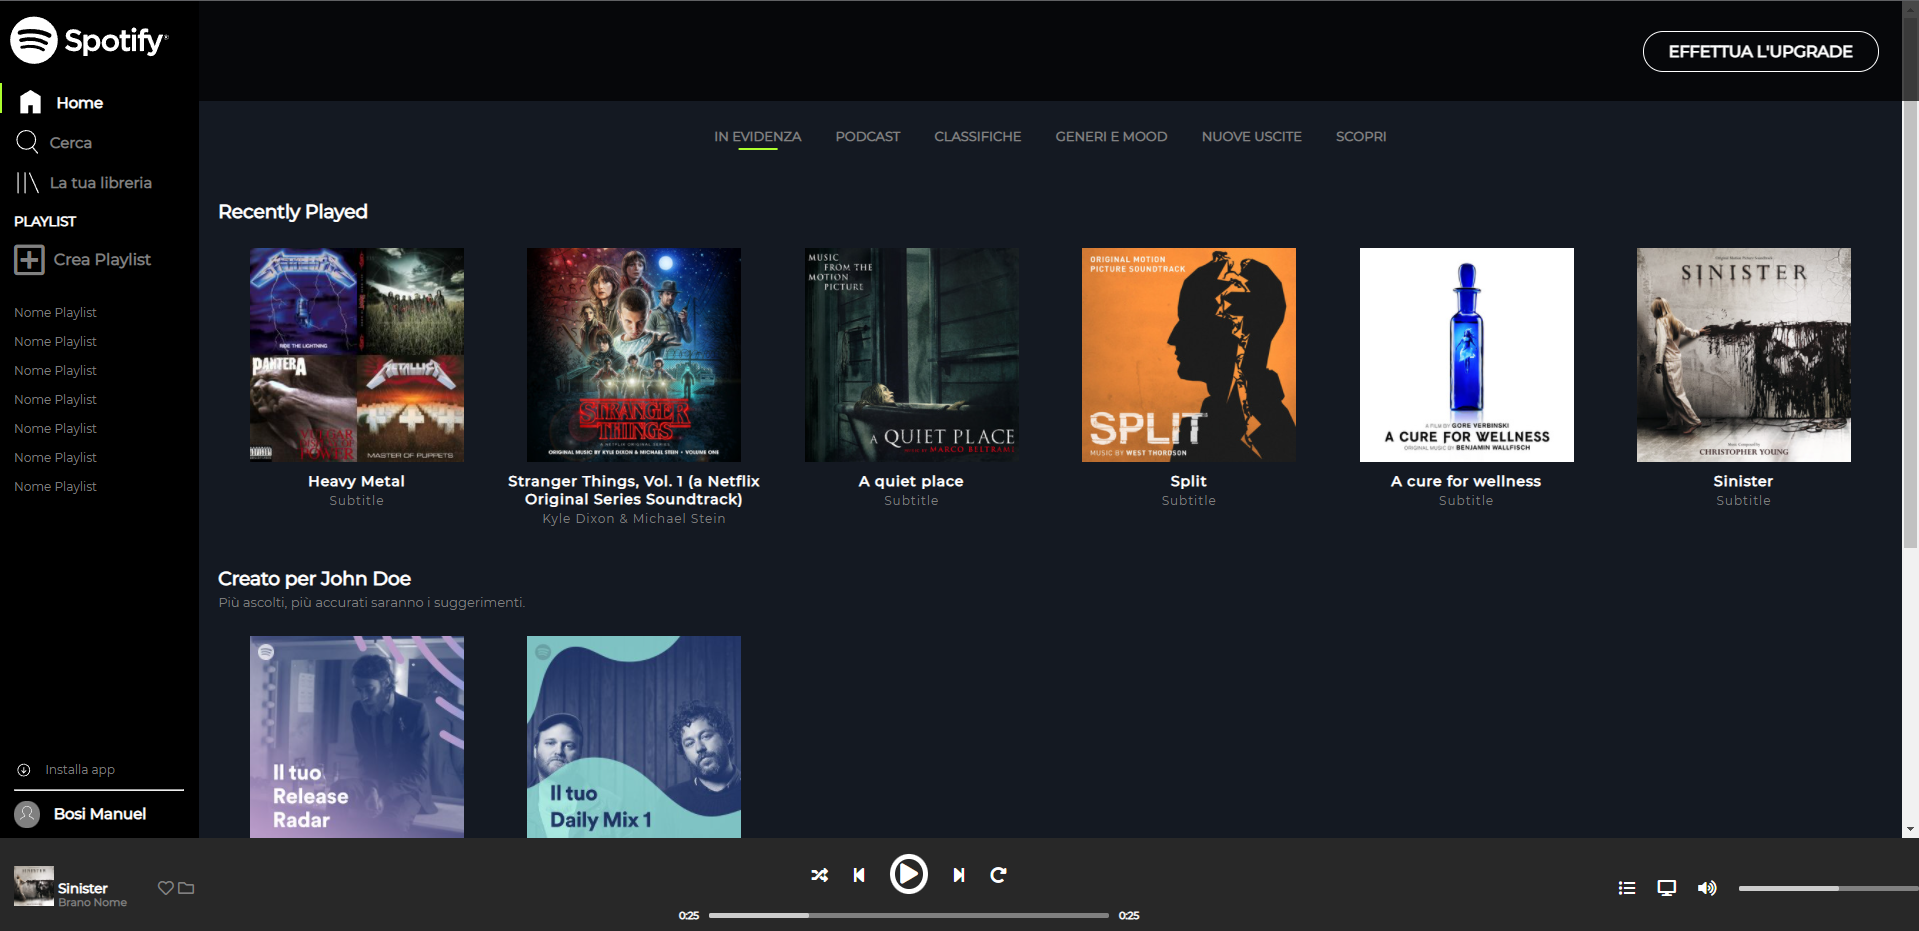 Spotify
Home
Cerca
La tua libreria
PLAYLIST
Crea Playlist
Nome Playlist
Nome Playlist
Nome Playlist
Nome Playlist
Nome Playlist
Nome Playlist
Nome Playlist
Installa app
Bosi Manuel
EFFETTUA L'UPGRADE
IN EVIDENZA
PODCAST
CLASSIFICHE
GENERI E MOOD
NUOVE USCITE
SCOPRI
Recently Played
METALLICA
RIDE THE LIGHTNING
PANTERA
VULGAR
POWER
METALLICA
MASTER OF PUPPETS
Heavy Metal
Subtitle
STRANGER
THINGS
A NETFLIX ORIGINAL SERIES
ORIGINAL MUSIC BY KYLE DIXON & MICHAEL STEIN • VOLUME ONE
Stranger Things, Vol. 1 (a Netflix
Original Series Soundtrack)
Kyle Dixon & Michael Stein
MUSIC
FROM THE
MOTION
PICTURE
A QUIET PLACE
MUSIC BY MARCO BELTRAMI
A quiet place
Subtitle
ORIGINAL MOTION
PICTURE SOUNDTRACK
SPLIT
MUSIC BY WEST THORDSON
Split
Subtitle
A FILM BY GORE VERBINSKI
A CURE FOR WELLNESS
ORIGINAL MUSIC BY BENJAMIN WALLFISCH
A cure for wellness
Subtitle
Original Motion Picture Soundtrack
SINISTER
Music Composed by
CHRISTOPHER YOUNG
Sinister
Subtitle
Creato per John Doe
Più ascolti, più accurati saranno i suggerimenti.
Il tuo
Release
Radar
Il tuo
Daily Mix 1
SINISTER
Sinister
Brano Nome
0:25
0:25